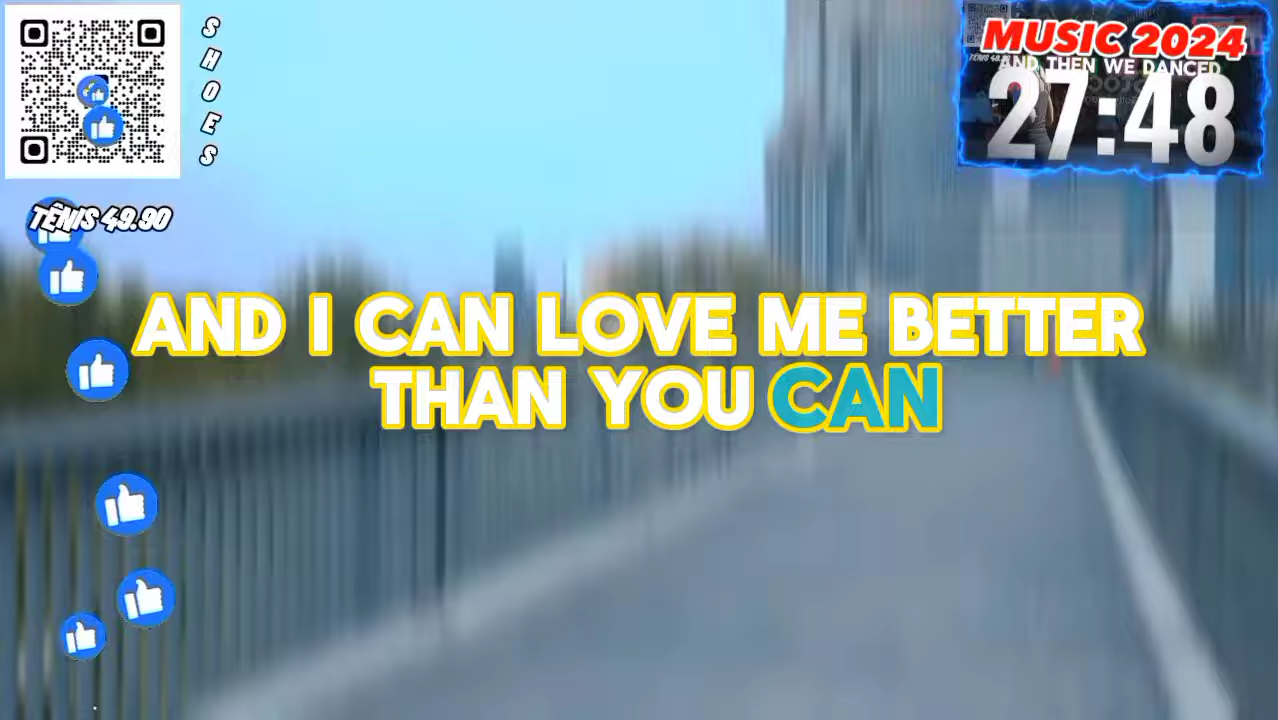 SHOES
TÊNIS 49.90
MUSIC 2024
AND THEN WE DANCED
27:48
AND I CAN LOVE ME BETTER
THAN YOU CAN